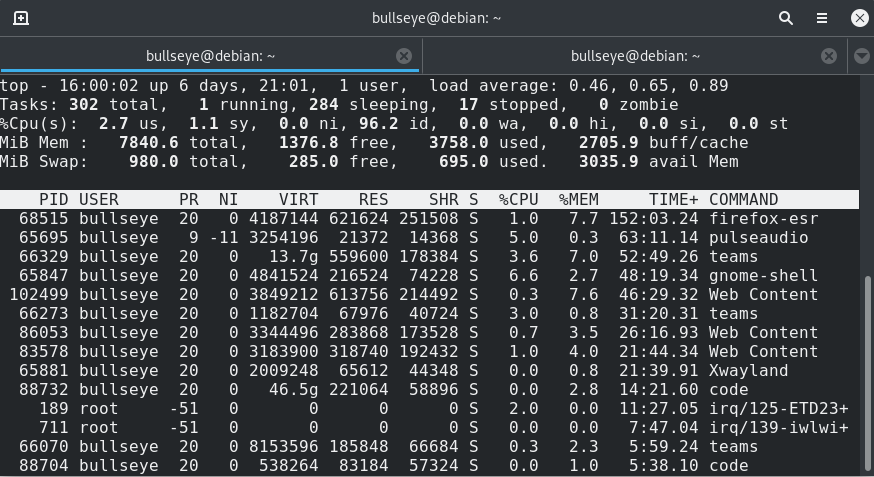 bullseye@debian: ~
bullseye@debian: ~
bullseye@debian: ~
top - 16:00:02 up 6 days, 21:01,  1 user,  load average: 0.46, 0.65, 0.89
Tasks: 302 total,   1 running, 284 sleeping,  17 stopped,   0 zombie
%Cpu(s):  2.7 us,  1.1 sy,  0.0 ni, 96.2 id,  0.0 wa,  0.0 hi,  0.0 si,  0.0 st
MiB Mem :   7840.6 total,   1376.8 free,   3758.0 used,   2705.9 buff/cache
MiB Swap:    980.0 total,    285.0 free,    695.0 used.   3035.9 avail Mem
PID USER      PR  NI    VIRT    RES    SHR S  %CPU  %MEM     TIME+ COMMAND
68515 bullseye  20   0 4187144 621624 251508 S   1.0   7.7 152:03.24 firefox-esr
65695 bullseye   9 -11 3254196  21372  14368 S   5.0   0.3  63:11.14 pulseaudio
66329 bullseye  20   0   13.7g 559600 178384 S   3.6   7.0  52:49.26 teams
65847 bullseye  20   0 4841524 216524  74228 S   6.6   2.7  48:19.34 gnome-shell
102499 bullseye  20   0 3849212 613756 214492 S   0.3   7.6  46:29.32 Web Content
66273 bullseye  20   0 1182704  67976  40724 S   3.0   0.8  31:20.31 teams
86053 bullseye  20   0 3344496 283868 173528 S   0.7   3.5  26:16.93 Web Content
83578 bullseye  20   0 3183900 318740 192432 S   1.0   4.0  21:44.34 Web Content
65881 bullseye  20   0 2009248  65612  44348 S   0.0   0.8  21:39.91 Xwayland
88732 bullseye  20   0   46.5g 221064  58896 S   0.0   2.8  14:21.60 code
189 root     -51   0       0      0      0 S   2.0   0.0  11:27.05 irq/125-ETD23+
711 root     -51   0       0      0      0 S   0.0   0.0   7:47.04 irq/139-iwlwi+
66070 bullseye  20   0 8153596 185848  66684 S   0.3   2.3   5:59.24 teams
88704 bullseye  20   0  538264  83184  57324 S   0.0   1.0   5:38.10 code